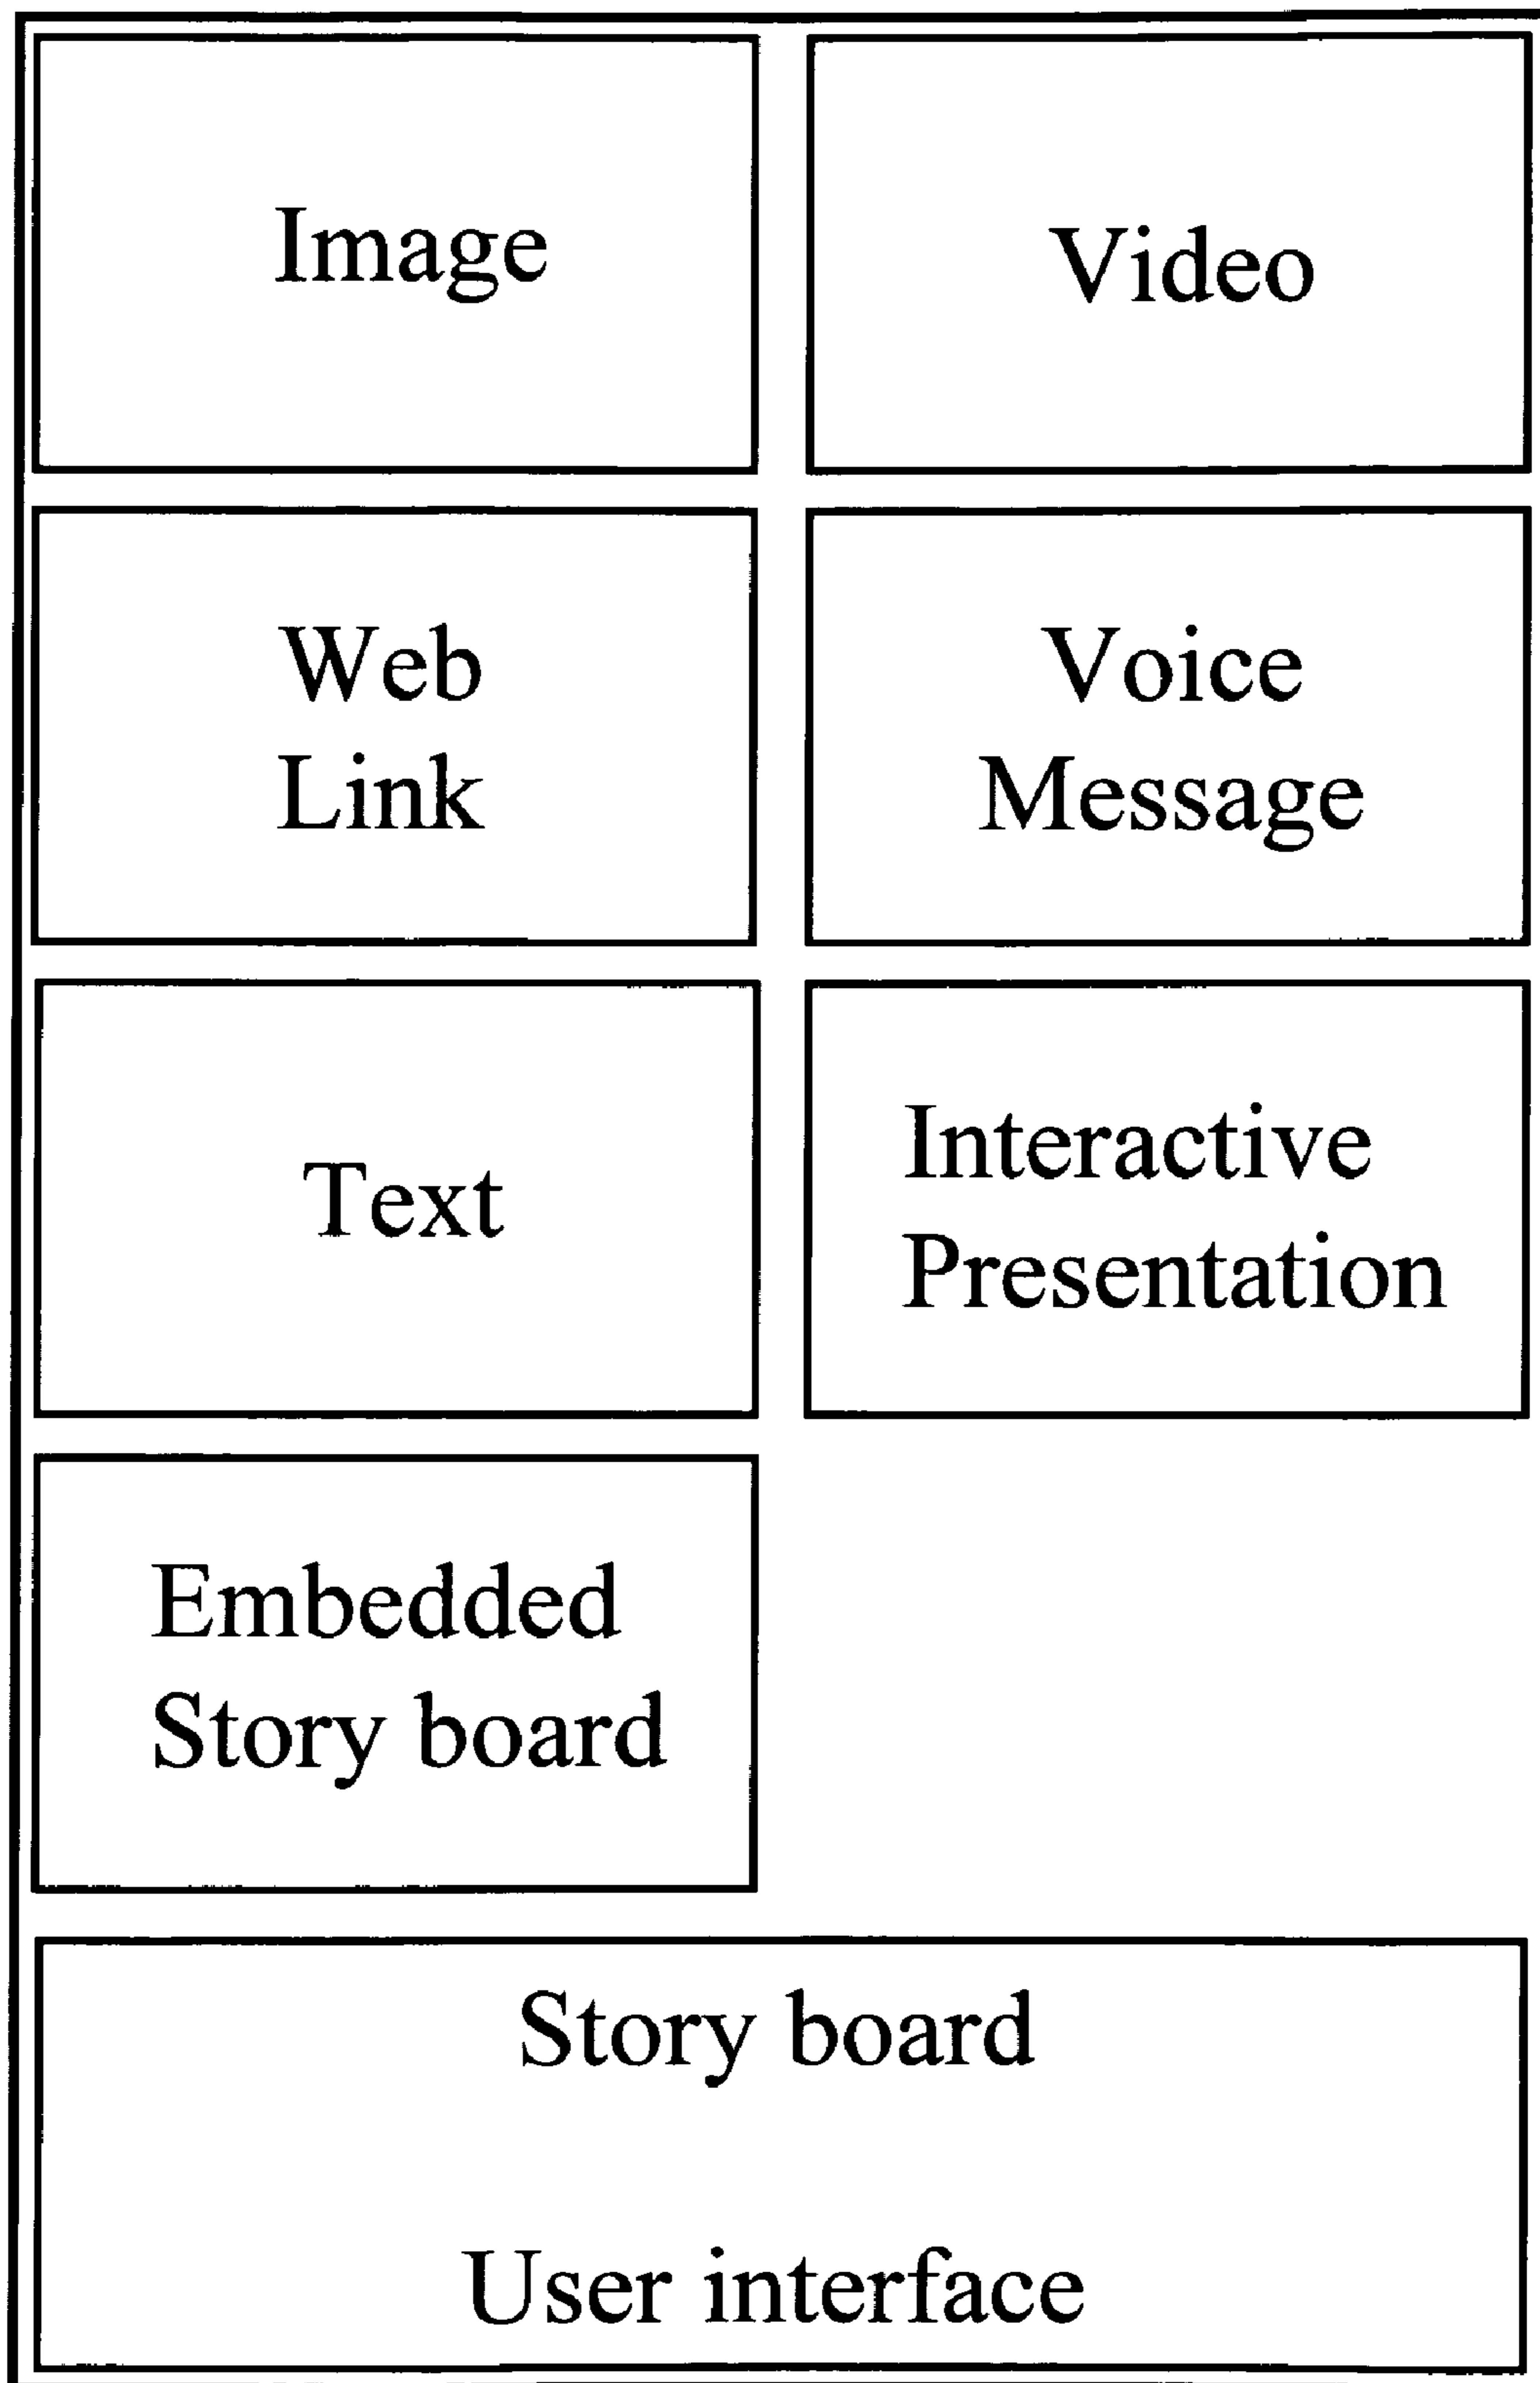 Image
Video
Web
Link
Voice
Message
Text
Interactive
Presentation
Embedded
Story board
Story board
User interface